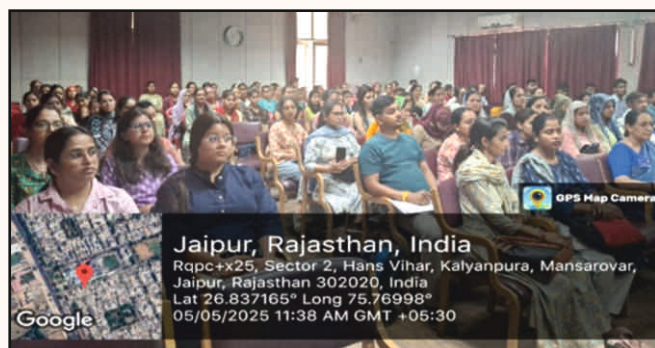 GPS Map Camera
Jaipur, Rajasthan, India
Rqpc+x25, Sector 2, Hans Vihar, Kalyanpura, Mansarovar,
Jaipur, Rajasthan 302020, India
Lat 26.837165° Long 75.76998°
05/05/2025 11:38 AM GMT +05:30
Google